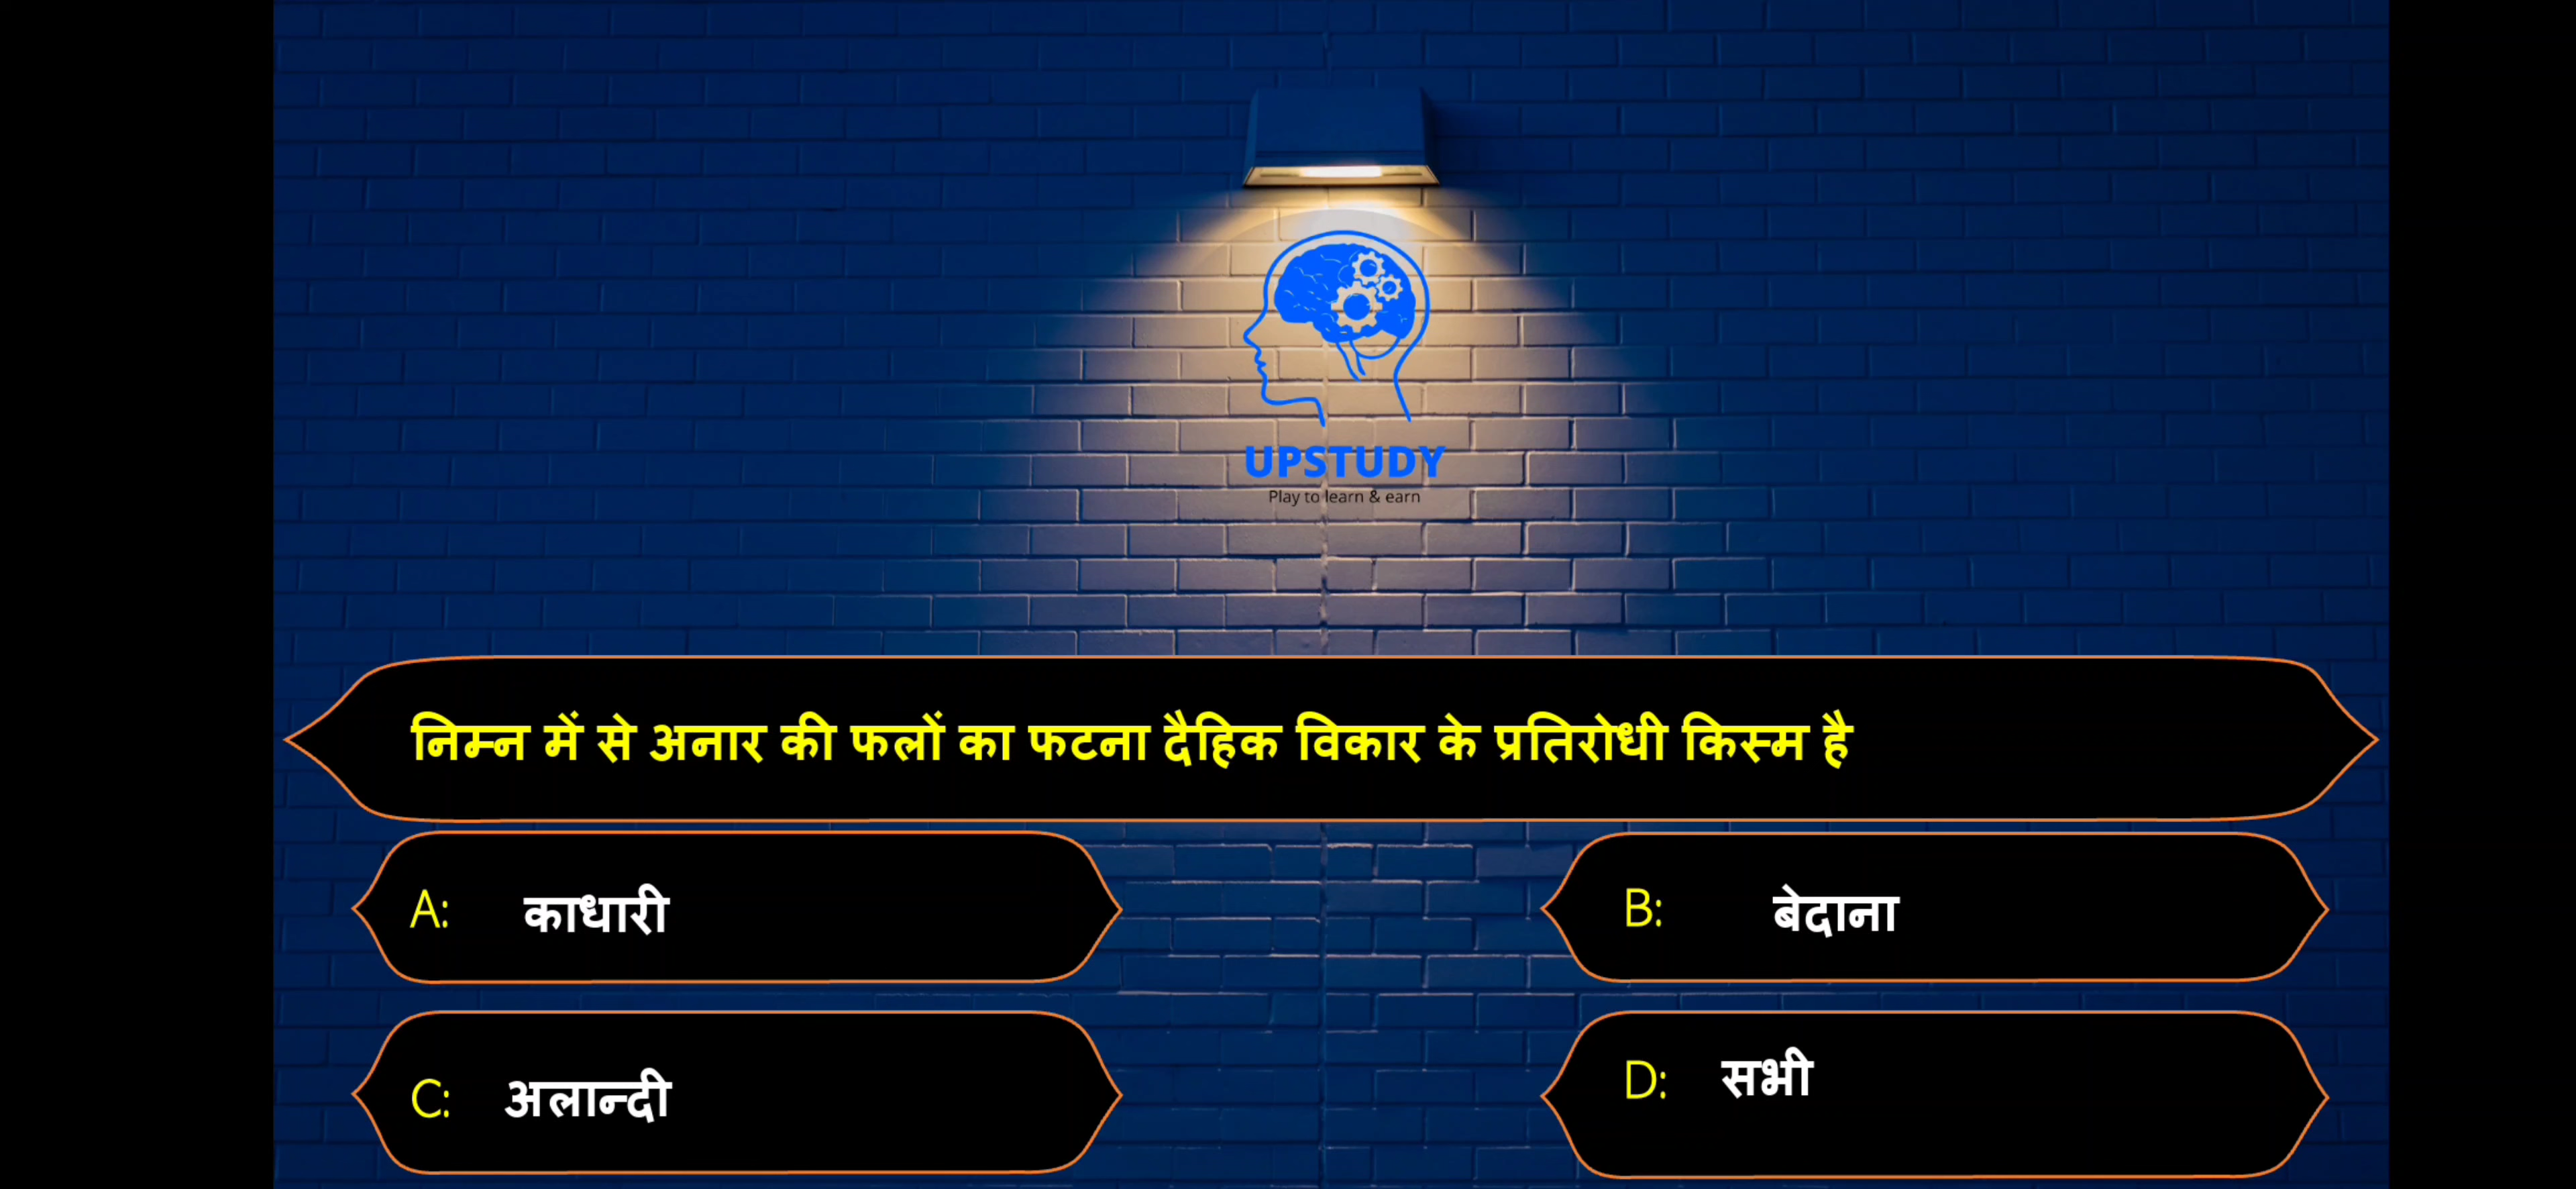 UPSTUDY
Play to learn & earn
निम्न में से अनार की फलों का फटना दैहिक विकार के प्रतिरोधी किस्म है
A: काधारी
B: बेदाना
C: अलान्दी
D: सभी